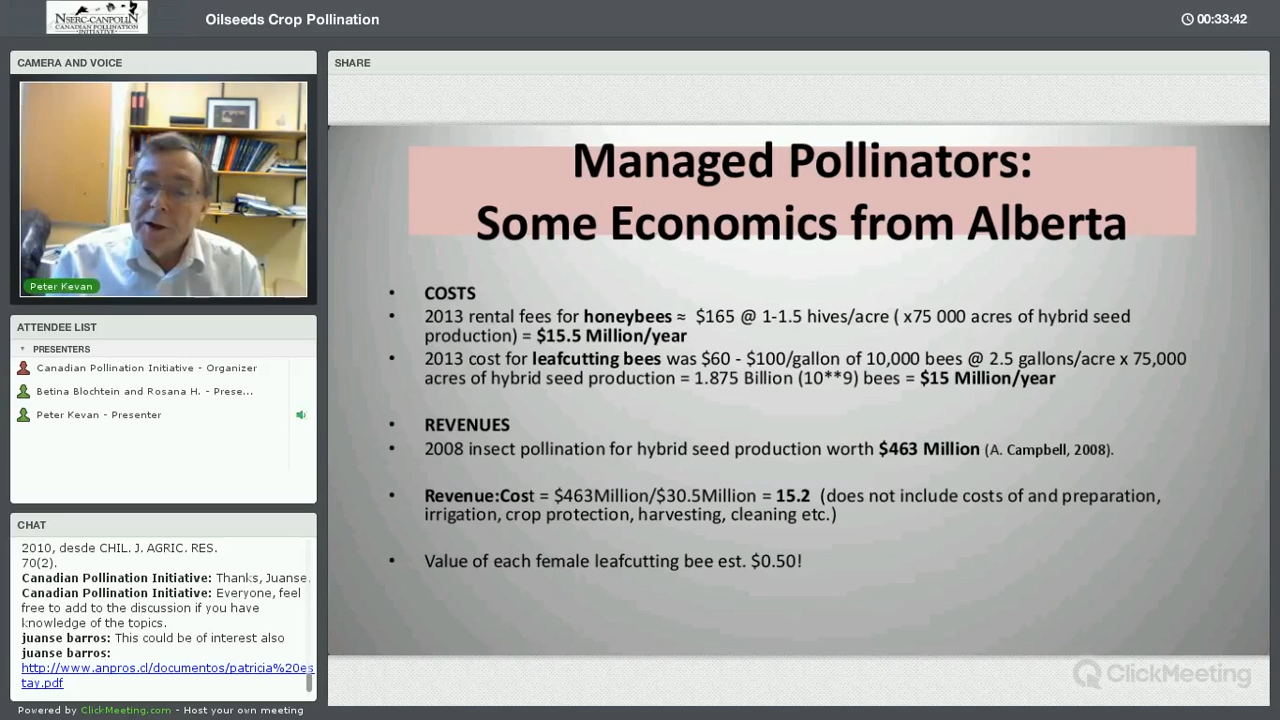 NSERC-CANPOLIN
CANADIAN POLLINATION
INITIATIVE
Oilseeds Crop Pollination
00:33:42
CAMERA AND VOICE
Peter Kevan
ATTENDEE LIST
PRESENTERS
Canadian Pollination Initiative - Organizer
Betina Blochtein and Rosana H. - Prese...
Peter Kevan - Presenter
CHAT
2010, desde CHIL. J. AGRIC. RES.
70(2).
Canadian Pollination Initiative: Thanks, Juanse.
Canadian Pollination Initiative: Everyone, feel
free to add to the discussion if you have
knowledge of the topics.
juanse barros: This could be of interest also
juanse barros:
http://www.anpros.cl/documentos/patricia%20es
tay.pdf
Powered by ClickMeeting.com - Host your own meeting
SHARE
Managed Pollinators:
Some Economics from Alberta
• COSTS
• 2013 rental fees for honeybees ≈ $165 @ 1-1.5 hives/acre ( x75 000 acres of hybrid seed
production) = $15.5 Million/year
• 2013 cost for leafcutting bees was $60 - $100/gallon of 10,000 bees @ 2.5 gallons/acre x 75,000
acres of hybrid seed production = 1.875 Billion (10**9) bees = $15 Million/year
• REVENUES
• 2008 insect pollination for hybrid seed production worth $463 Million (A. Campbell, 2008).
• Revenue:Cost = $463Million/$30.5Million = 15.2 (does not include costs of and preparation,
irrigation, crop protection, harvesting, cleaning etc.)
• Value of each female leafcutting bee est. $0.50!
ClickMeeting